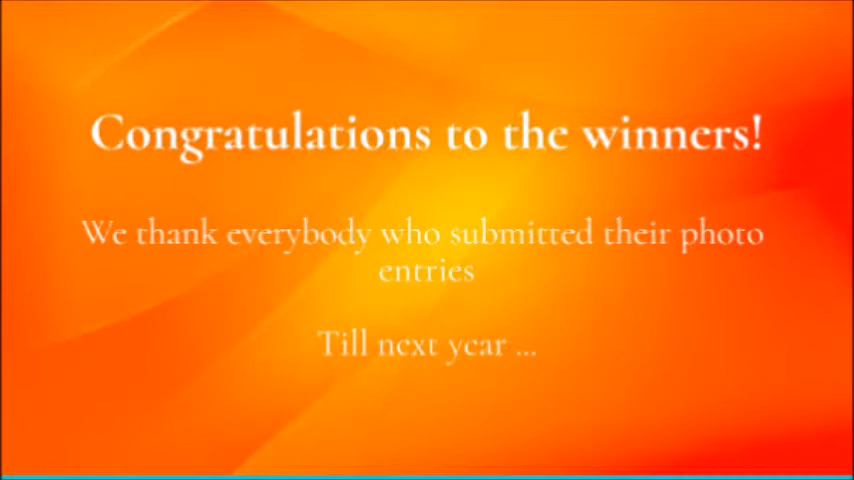 Congratulations to the winners!
We thank everybody who submitted their photo
entries
Till next year ...